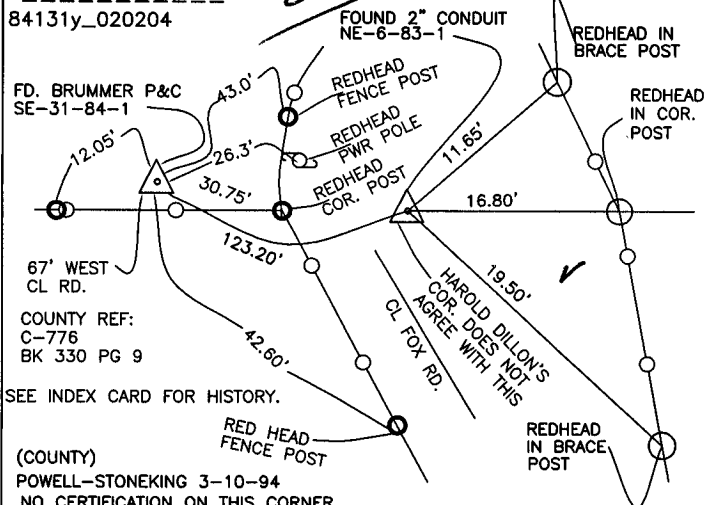 84131y_020204
FOUND 2" CONDUIT
NE-6-83-1
REDHEAD IN
BRACE POST
FD. BRUMMER P&C
SE-31-84-1
43.0'
REDHEAD
FENCE POST
REDHEAD
IN COR.
POST
12.05'
26.3'
REDHEAD
PWR POLE
11.65'
30.75'
REDHEAD
COR. POST
16.80'
123.20'
67' WEST
CL RD.
19.50'
HAROLD DILLON'S
COR. DOES NOT
AGREE WITH THIS
CL FOX RD.
COUNTY REF:
C-776
BK 330 PG 9
42.60'
SEE INDEX CARD FOR HISTORY.
RED HEAD
FENCE POST
REDHEAD
IN BRACE
POST
(COUNTY)
POWELL-STONEKING 3-10-94
NO CERTIFICATION ON THIS CORNER